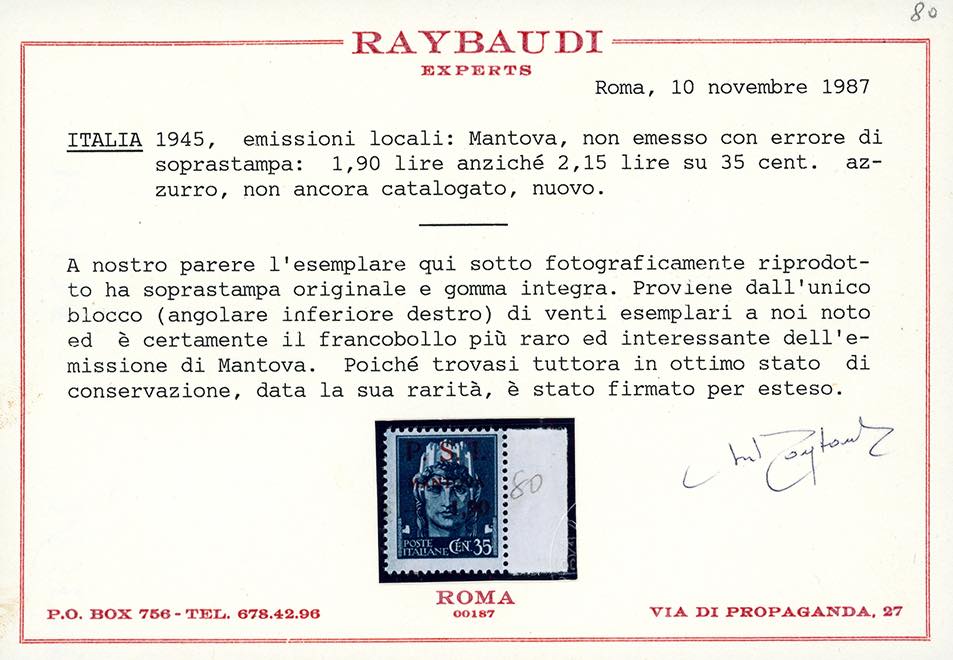 80
RAYBAUDI
EXPERTS
Roma, 10 novembre 1987
ITALIA 1945, emissioni locali: Mantova, non emesso con errore di
soprastampa: 1,90 lire anziché 2,15 lire su 35 cent. az-
zurro, non ancora catalogato, nuovo.
A nostro parere l'esemplare qui sotto fotograficamente riprodot-
to ha soprastampa originale e gomma integra. Proviene dall'unico
blocco (angolare inferiore destro) di venti esemplari a noi noto
ed è certamente il francobollo più raro ed interessante dell'e-
missione di Mantova. Poiché trovasi tuttora in ottimo stato di
conservazione, data la sua rarità, è stato firmato per esteso.
80
1,90
POSTE
ITALIANE CEN. 35
ROMA
00187
P.O. BOX 756 - TEL. 678.42.96
VIA DI PROPAGANDA, 27